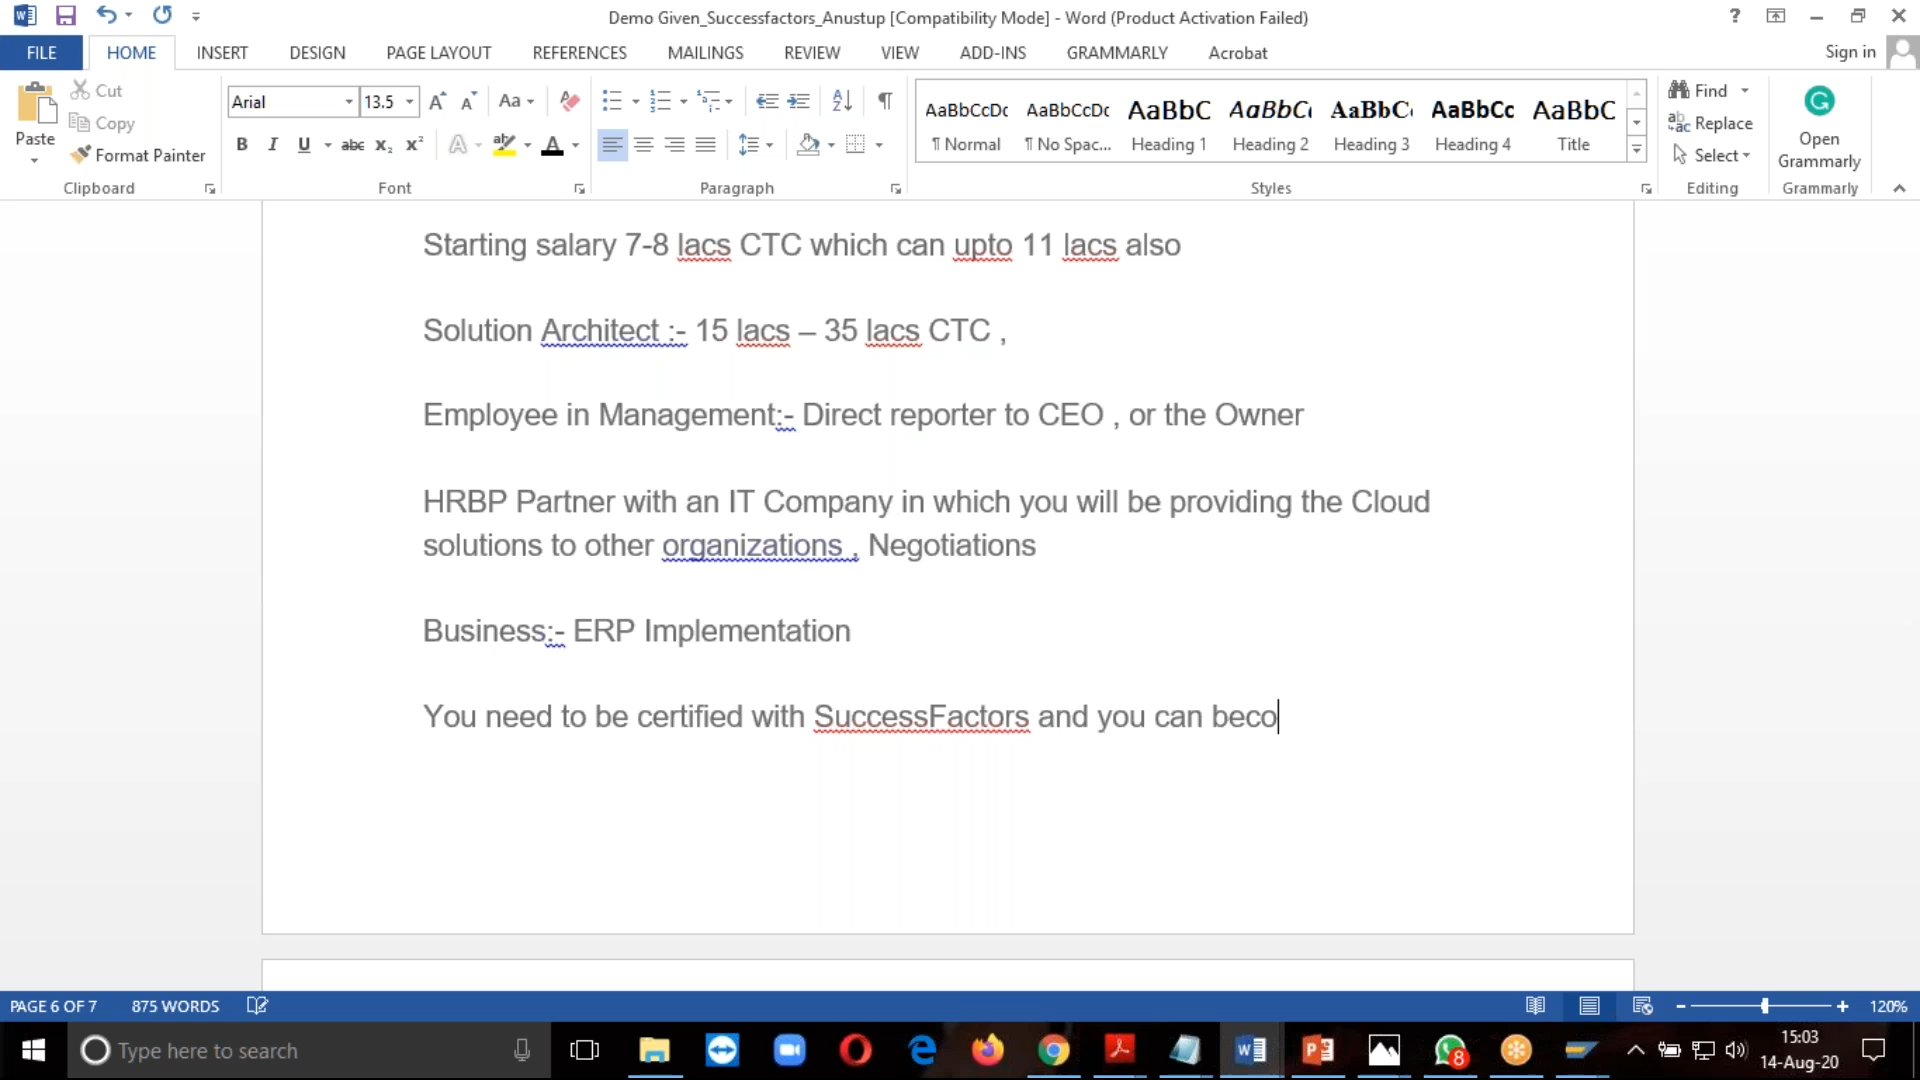 Demo Given_Successfactors_Anustup [Compatibility Mode] - Word (Product Activation Failed)
FILE HOME INSERT DESIGN PAGE LAYOUT REFERENCES MAILINGS REVIEW VIEW ADD-INS GRAMMARLY Acrobat Sign in
Paste
Cut
Copy
Format Painter
Clipboard
Arial 13.5
Font
Paragraph
AaBbCcDc AaBbCcDc AaBbC AaBbC AaBbC AaBbCc AaBbC
¶ Normal ¶ No Spac... Heading 1 Heading 2 Heading 3 Heading 4 Title
Styles
Find
Replace
Select
Editing
Open
Grammarly
Grammarly
Starting salary 7-8 lacs CTC which can upto 11 lacs also
Solution Architect :- 15 lacs – 35 lacs CTC ,
Employee in Management:- Direct reporter to CEO , or the Owner
HRBP Partner with an IT Company in which you will be providing the Cloud
solutions to other organizations , Negotiations
Business:- ERP Implementation
You need to be certified with SuccessFactors and you can beco
PAGE 6 OF 7 875 WORDS 120%
Type here to search
8
15:03
14-Aug-20